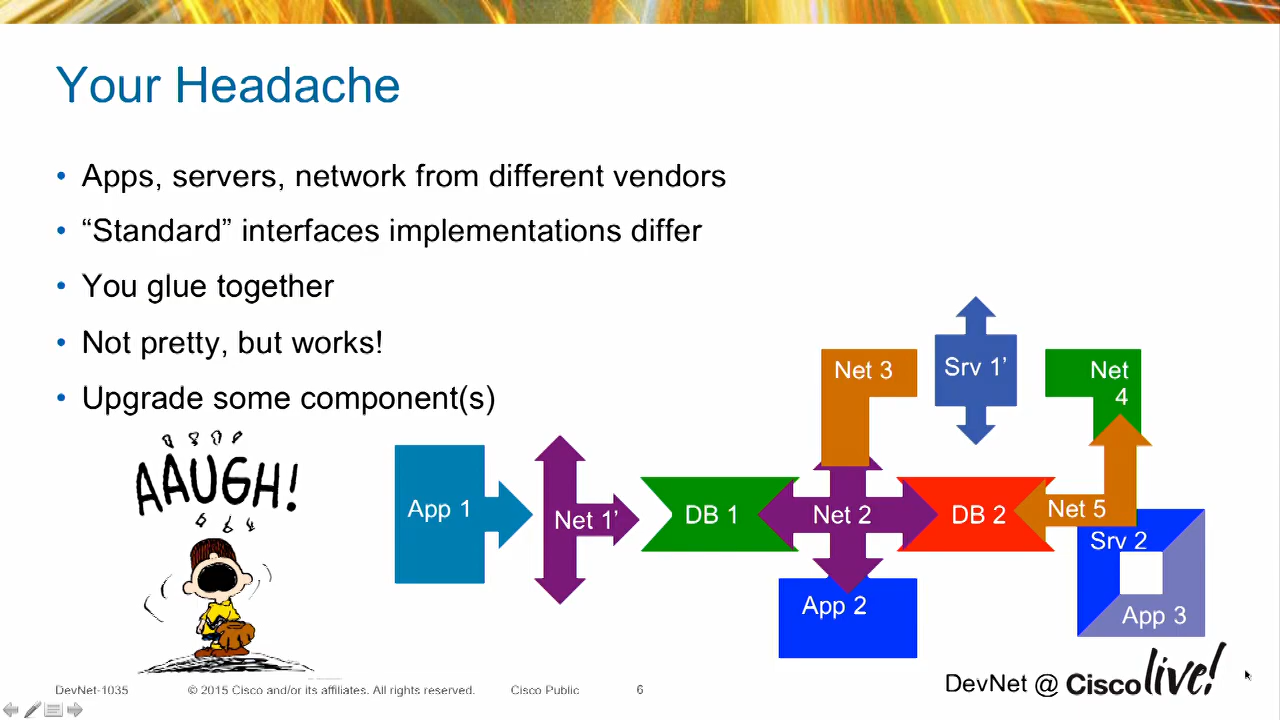 Your Headache
• Apps, servers, network from different vendors
• “Standard” interfaces implementations differ
• You glue together
• Not pretty, but works!
• Upgrade some component(s)
AAUGH!
App 1
Net 1’
DB 1
Net 2
App 2
Net 3
DB 2
Srv 1’
Net
4
Net 5
Srv 2
App 3
DevNet-1035
© 2015 Cisco and/or its affiliates. All rights reserved.
Cisco Public
6
DevNet @ Cisco live!